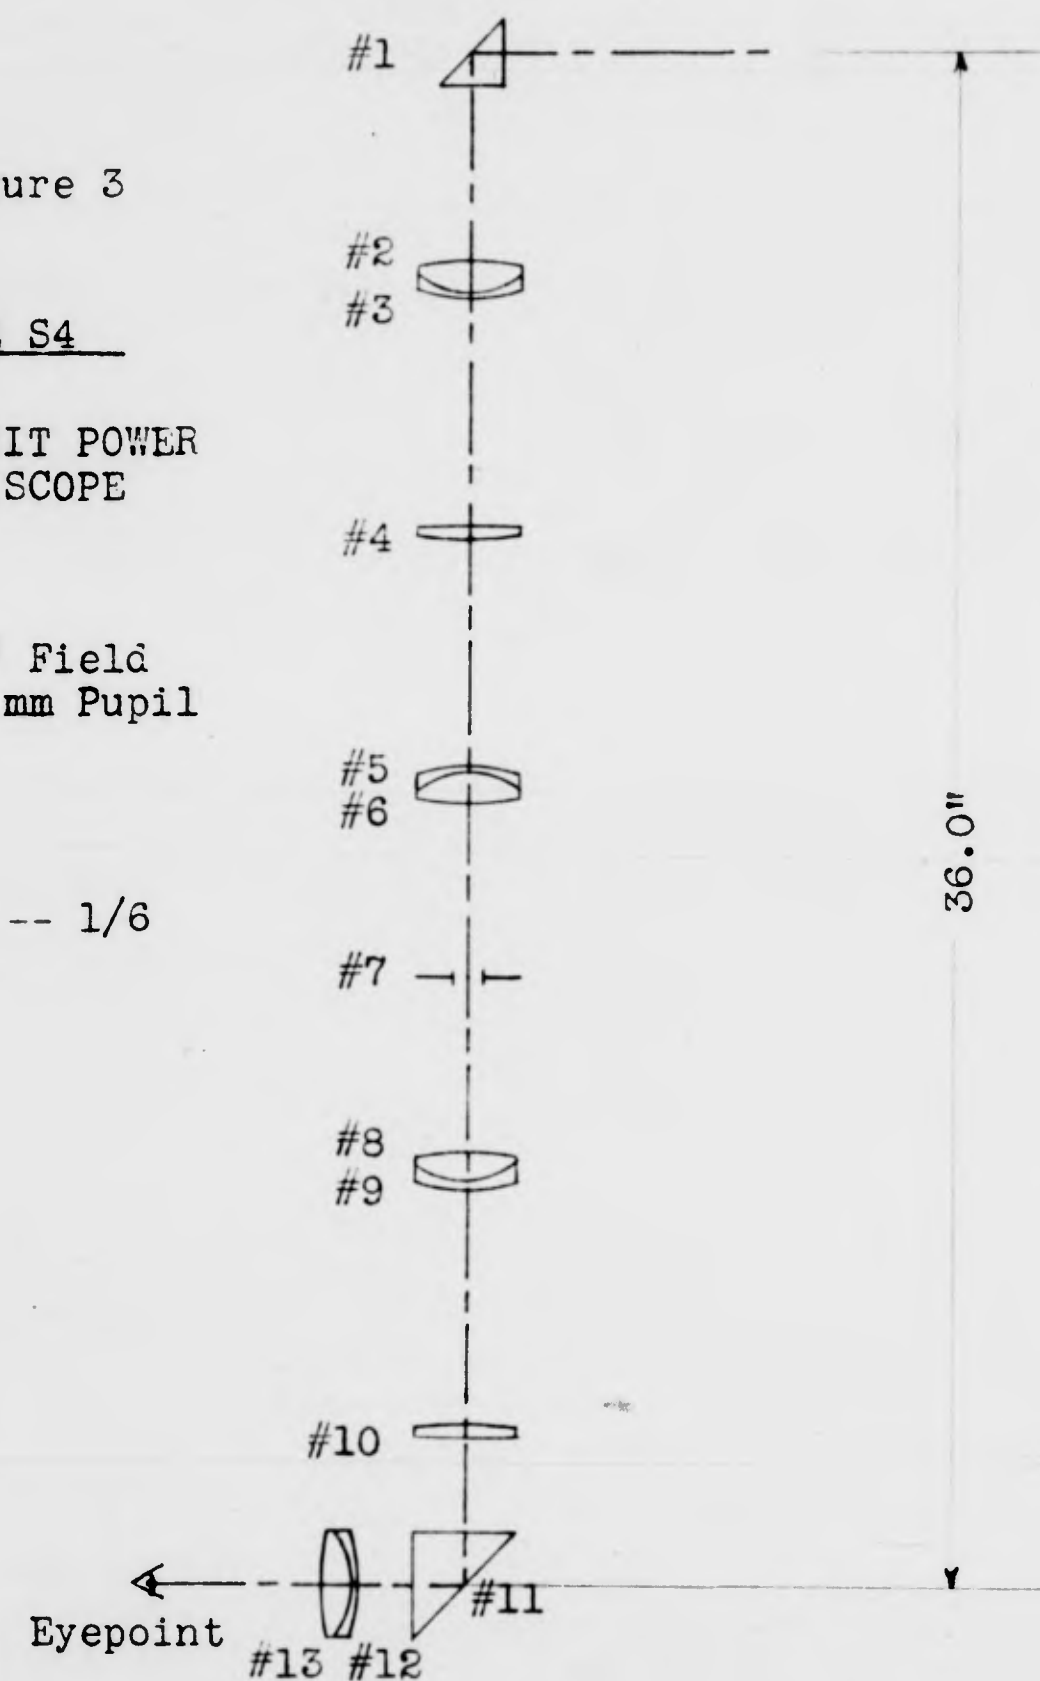 #1
ure 3
#2
#3
S4
IT POWER
SCOPE
#4
Field
mm Pupil
#5
#6
36.0"
-- 1/6
#7
#8
#9
#10
#11
Eyepoint
#13 #12